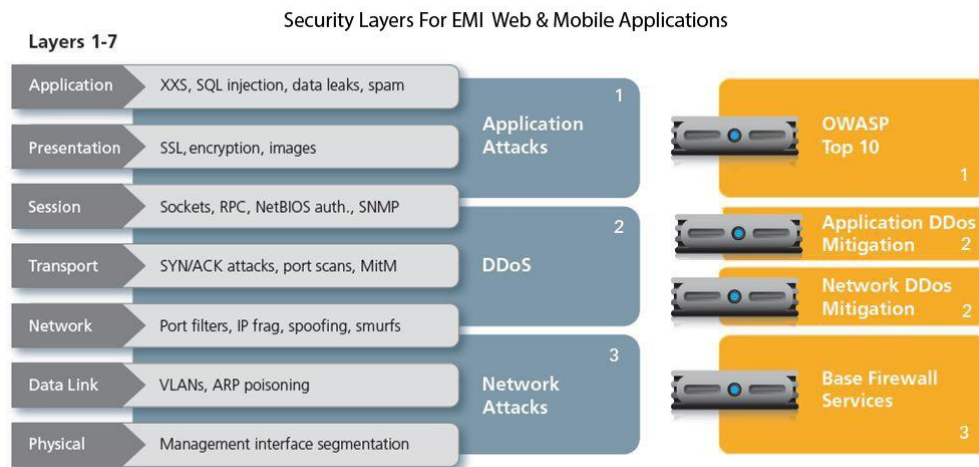 Security Layers For EMI Web & Mobile Applications
Layers 1-7
Application
XXS, SQL injection, data leaks, spam
Presentation
SSL, encryption, images
Session
Sockets, RPC, NetBIOS auth., SNMP
Transport
SYN/ACK attacks, port scans, MitM
Network
Port filters, IP frag, spoofing, smurfs
Data Link
VLANs, ARP poisoning
Physical
Management interface segmentation
1
Application
Attacks
2
DDoS
3
Network
Attacks
OWASP
Top 10
1
Application DDos
Mitigation
2
Network DDos
Mitigation
2
Base Firewall
Services
3